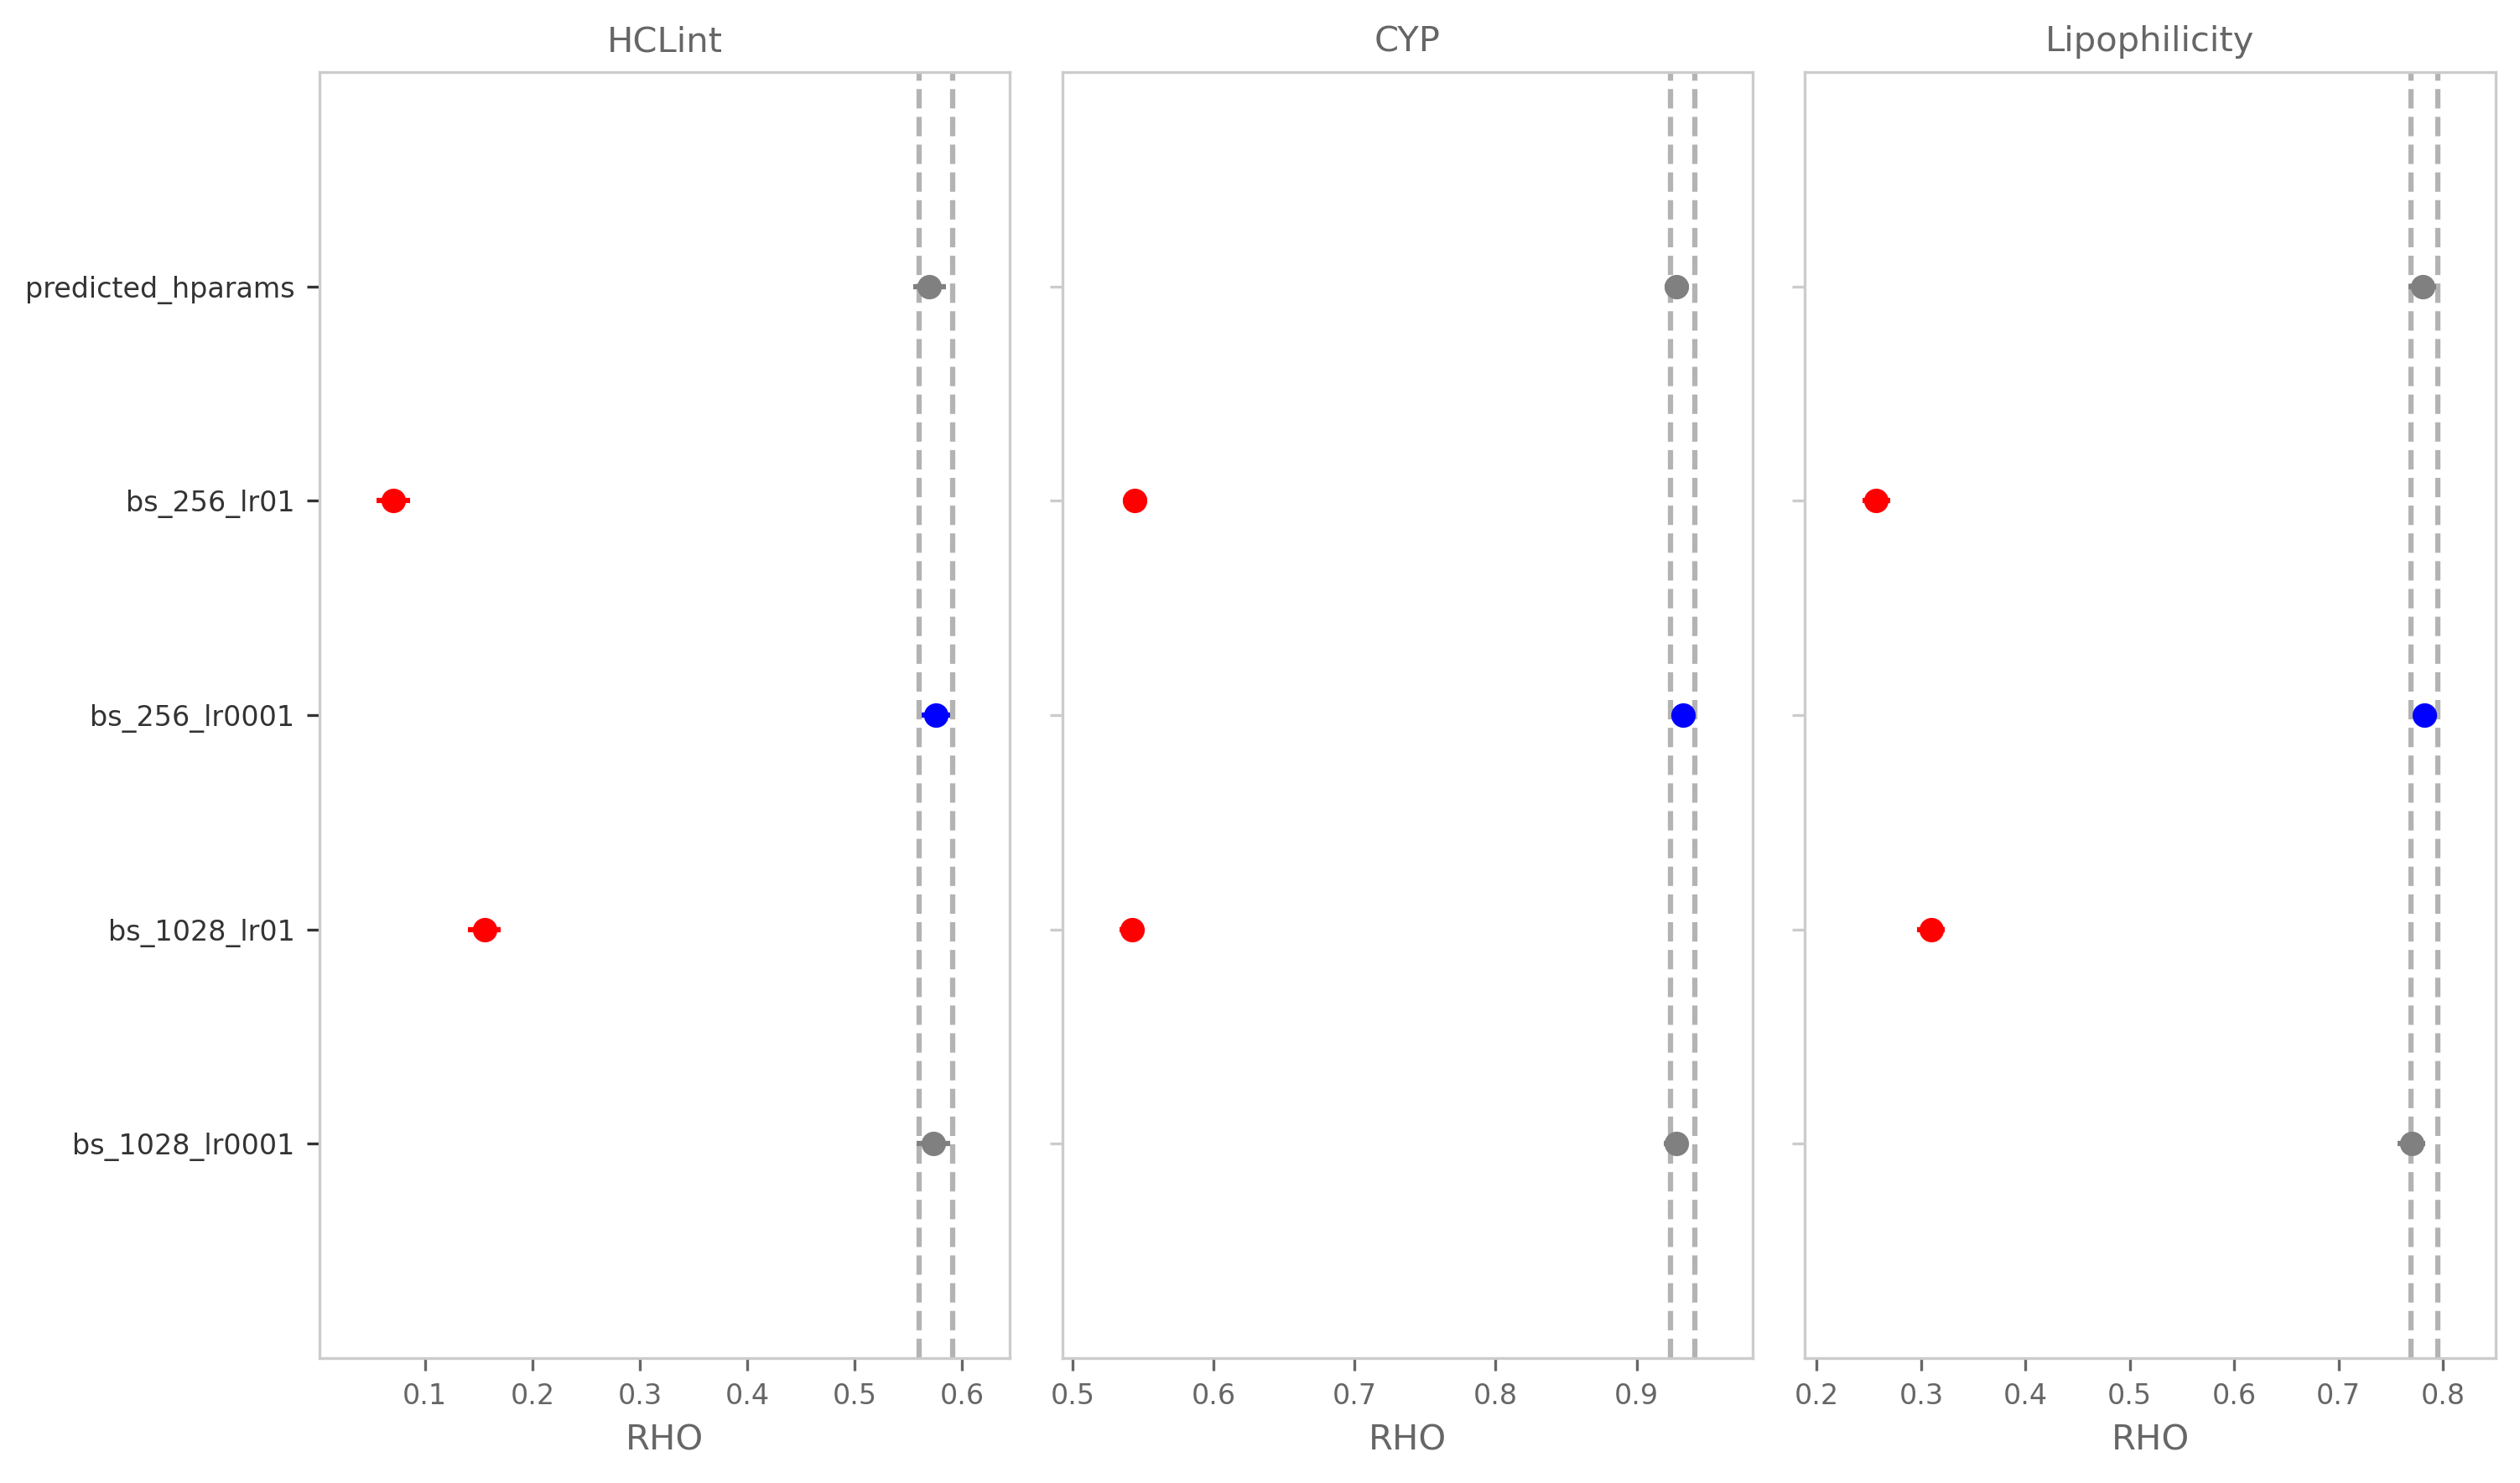 HCLint
CYP
Lipophilicity
predicted_hparams
bs_256_lr01
bs_256_lr0001
bs_1028_lr01
bs_1028_lr0001
0.1 0.2 0.3 0.4 0.5 0.6
0.5 0.6 0.7 0.8 0.9
0.2 0.3 0.4 0.5 0.6 0.7 0.8
RHO
RHO
RHO